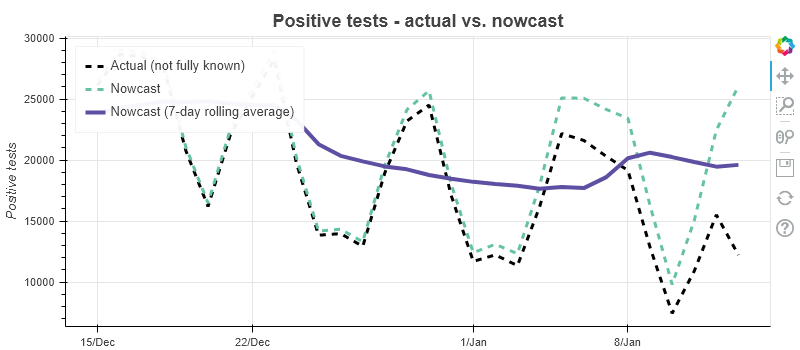 Positive tests - actual vs. nowcast
Positive tests
30000
25000
20000
15000
10000
Actual (not fully known)
Nowcast
Nowcast (7-day rolling average)
15/Dec
22/Dec
1/Jan
8/Jan